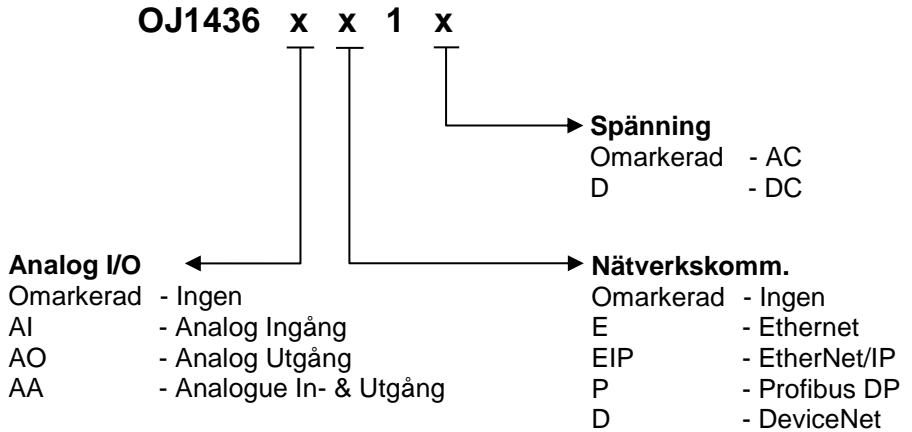 OJ1436 x x 1 x
Spänning
Omarkerad - AC
D - DC
Analog I/O
Omarkerad - Ingen
AI - Analog Ingång
AO - Analog Utgång
AA - Analogue In- & Utgång
Nätverkskomm.
Omarkerad - Ingen
E - Ethernet
EIP - EtherNet/IP
P - Profibus DP
D - DeviceNet